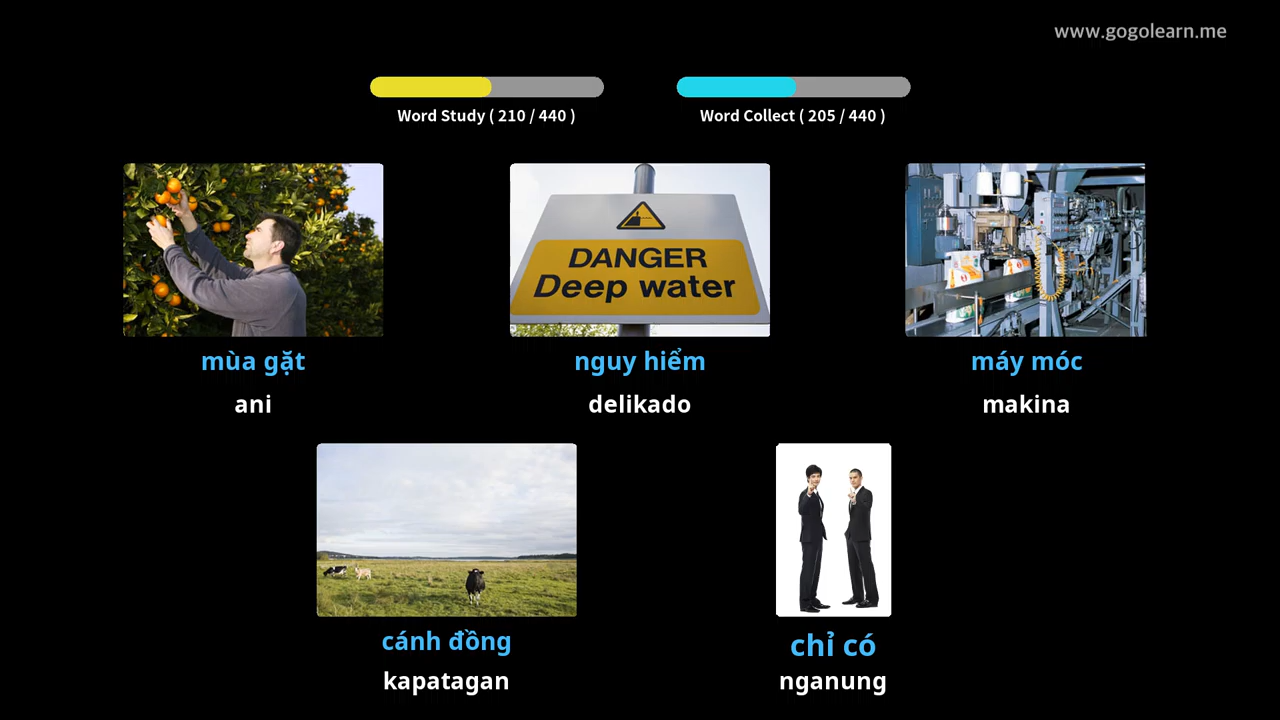 www.gogolearn.me
Word Study ( 210 / 440 )
Word Collect ( 205 / 440 )
DANGER
Deep water
mùa gặt
nguy hiểm
máy móc
ani
delikado
makina
cánh đồng
chỉ có
kapatagan
nganung